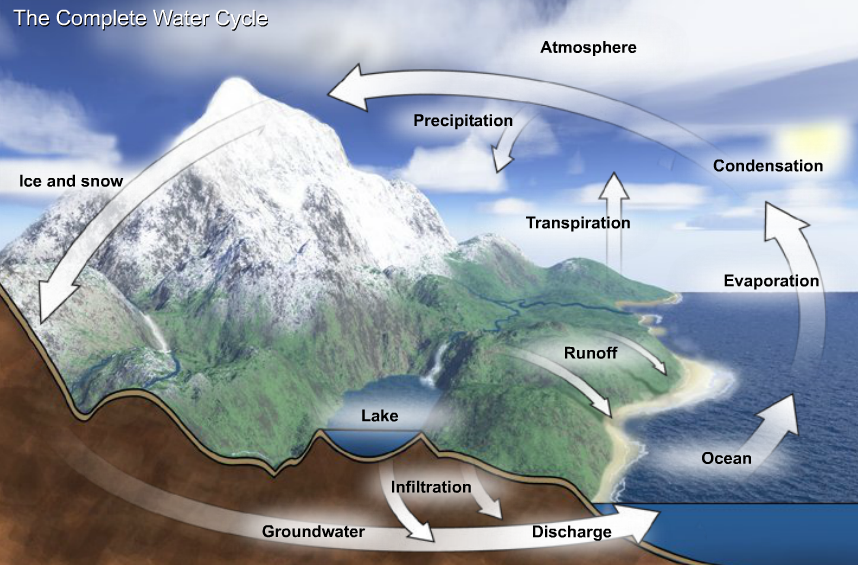 The Complete Water Cycle
Atmosphere
Precipitation
Condensation
Ice and snow
Transpiration
Evaporation
Runoff
Lake
Ocean
Infiltration
Groundwater
Discharge